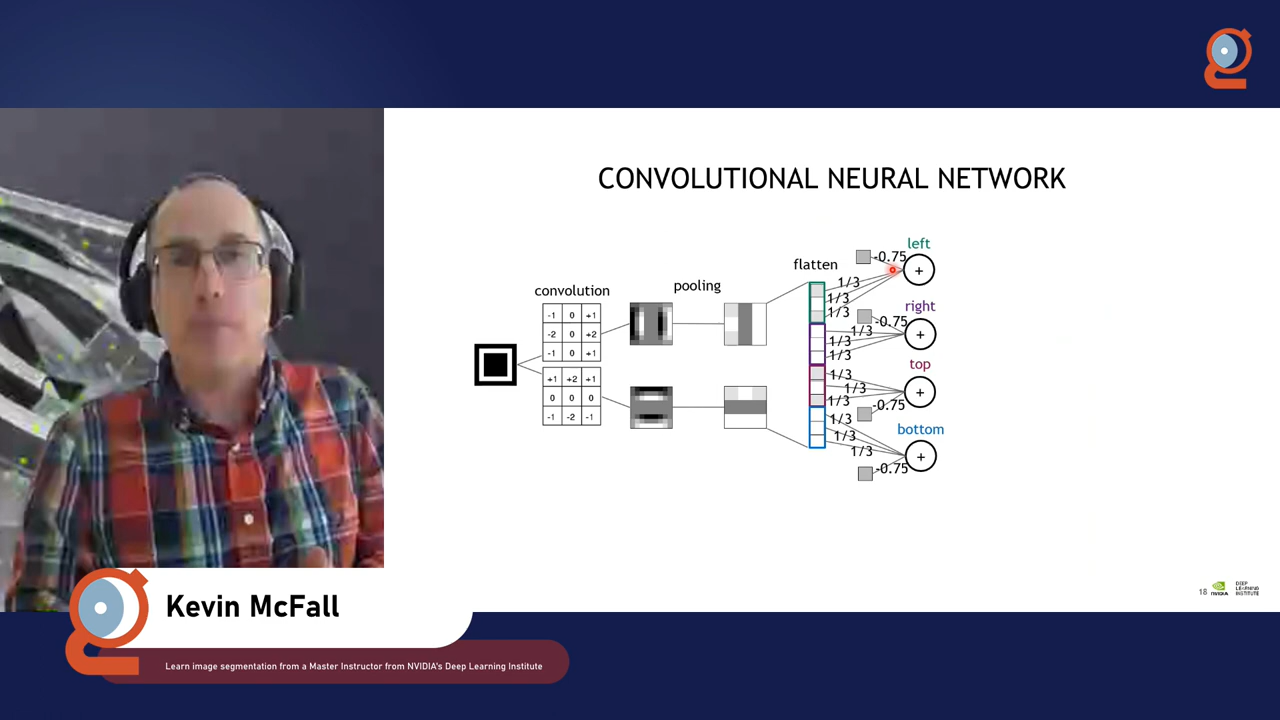 CONVOLUTIONAL NEURAL NETWORK
convolution
-1 0 +1
-2 0 +2
-1 0 +1
+1 +2 +1
0 0 0
-1 -2 -1
pooling
flatten
1/3
1/3
1/3
1/3
1/3
1/3
1/3
1/3
1/3
1/3
1/3
1/3
left
-0.75
+
right
-0.75
+
top
-0.75
+
bottom
-0.75
+
18 NVIDIA DEEP LEARNING INSTITUTE
Kevin McFall
Learn image segmentation from a Master Instructor from NVIDIA's Deep Learning Institute